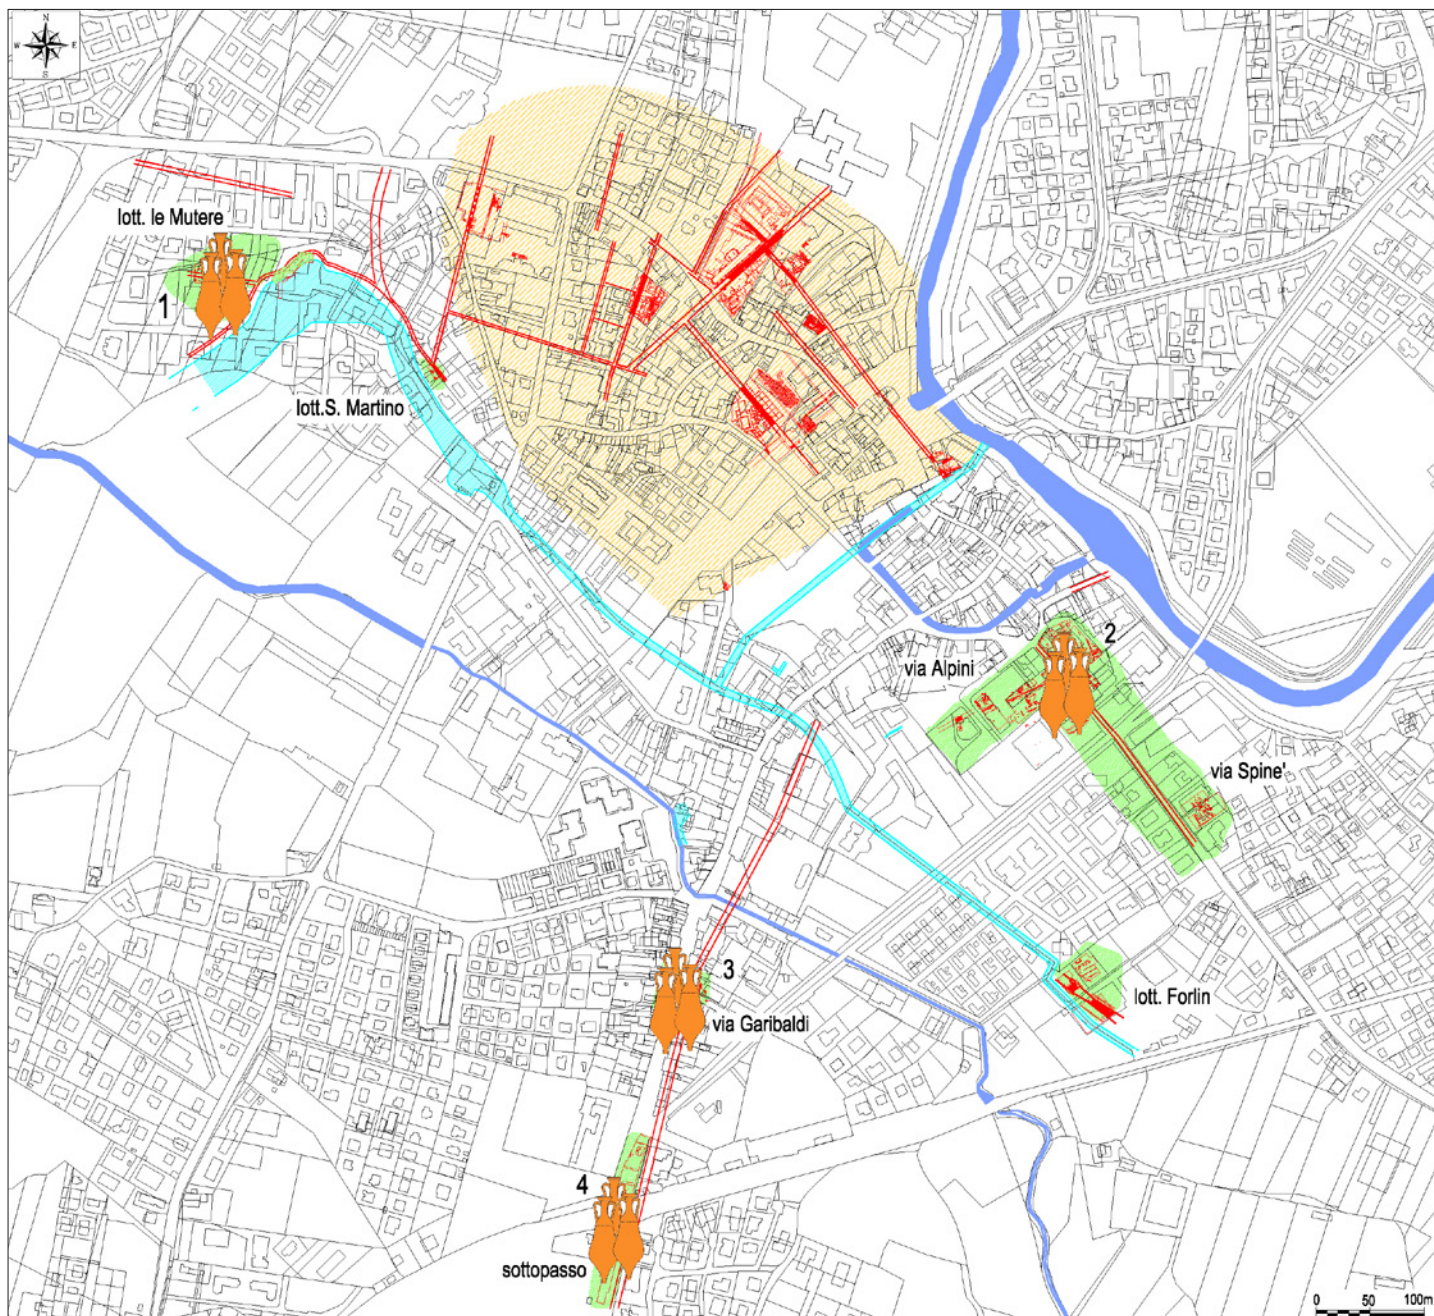 N
W E
S
lott. le Mutere
1
lott.S. Martino
2
via Alpini
via Spine'
3
lott. Forlin
via Garibaldi
4
sottopasso
0 50 100m